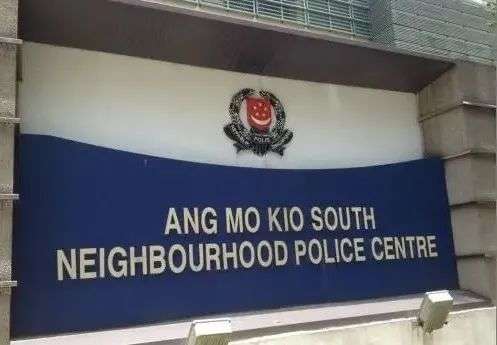 ANG MO KIO SOUTH
NEIGHBOURHOOD POLICE CENTRE